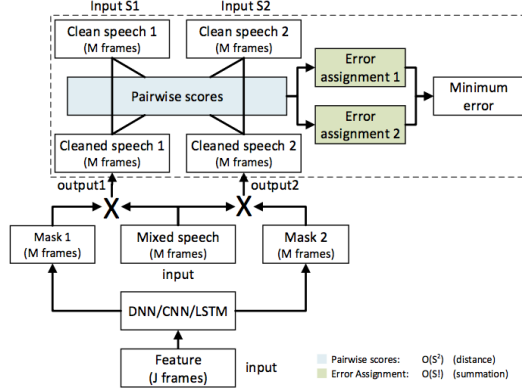 Input S1 Input S2
Clean speech 1 Clean speech 2
(M frames) (M frames)
Error
assignment 1
Pairwise scores
Minimum
error
Error
assignment 2
Cleaned speech 1 Cleaned speech 2
(M frames) (M frames)
output1 output2
X X
Mask 1 Mixed speech Mask 2
(M frames) (M frames) (M frames)
input
DNN/CNN/LSTM
Feature
(J frames)
input
Pairwise scores: O(S²) (distance)
Error Assignment: O(S!) (summation)